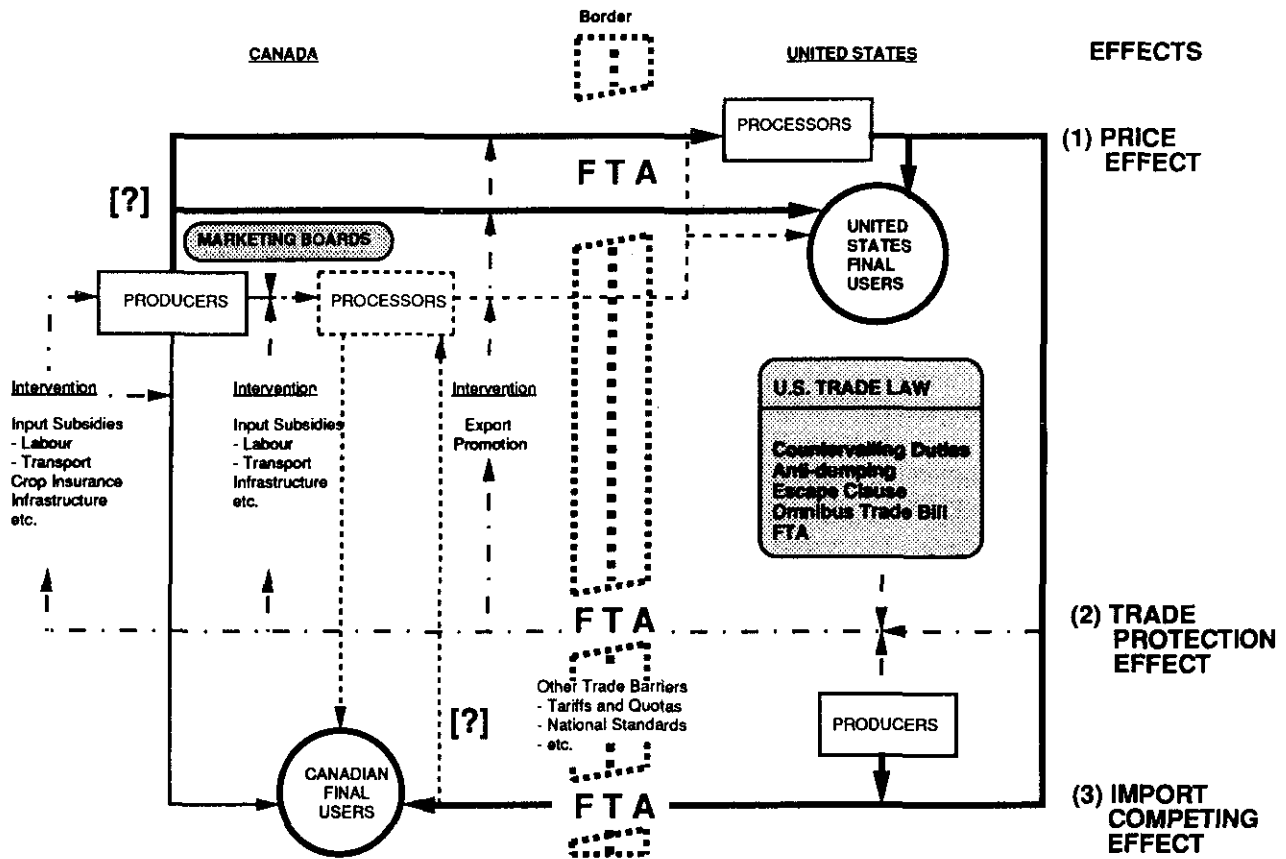 Border
CANADA
UNITED STATES
EFFECTS
PROCESSORS
(1) PRICE
EFFECT
F T A
[?]
MARKETING BOARDS
UNITED
STATES
FINAL
USERS
PRODUCERS
PROCESSORS
Intervention
Input Subsidies
- Labour
- Transport
Crop Insurance
Infrastructure
etc.
Intervention
Input Subsidies
- Labour
- Transport
Infrastructure
etc.
Intervention
Export
Promotion
U.S. TRADE LAW
Countervailing Duties
Anti-dumping
Escape Clause
Omnibus Trade Bill
FTA
F T A
(2) TRADE
PROTECTION
EFFECT
Other Trade Barriers
- Tariffs and Quotas
- National Standards
- etc.
[?]
PRODUCERS
CANADIAN
FINAL
USERS
F T A
(3) IMPORT
COMPETING
EFFECT